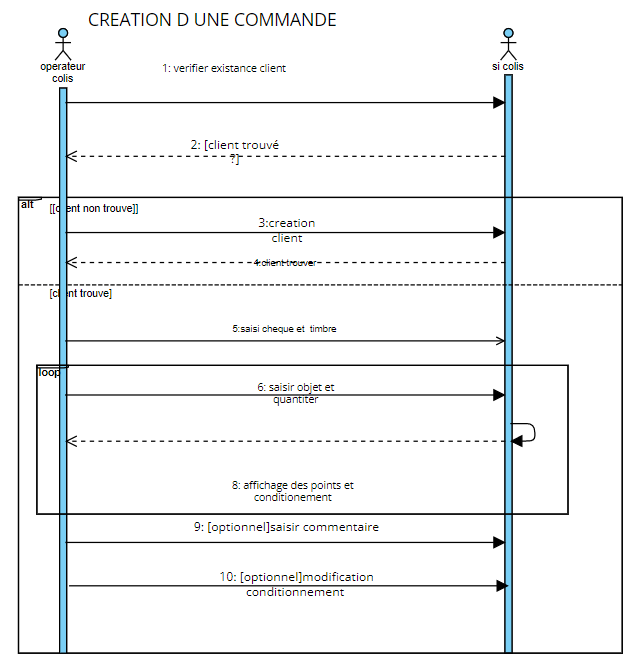 CREATION D UNE COMMANDE
operateur
colis
si colis
1: verifier existance client
2: [client trouvé
?]
alt
[[client non trouve]]
3:creation
client
4:client trouver
[client trouve]
5:saisi cheque et timbre
loop
6: saisir objet et
quantiter
8: affichage des points et
conditionement
9: [optionnel]saisir commentaire
10: [optionnel]modification
conditionnement